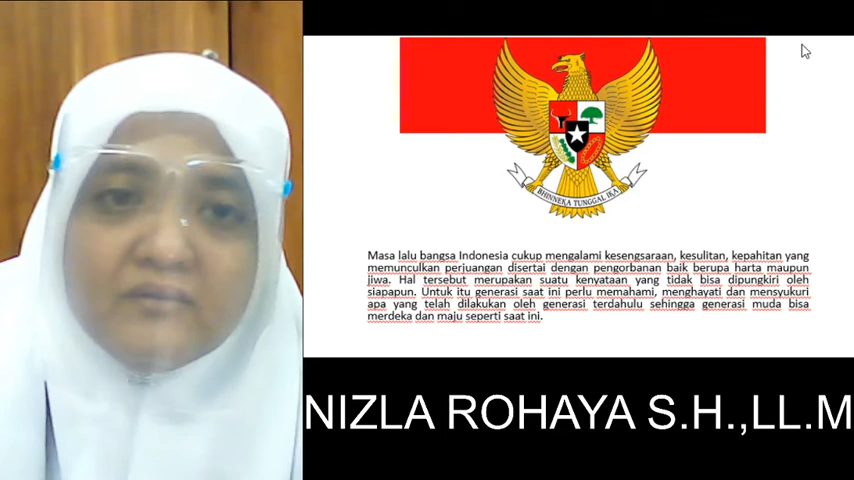 BHINNEKA TUNGGAL IKA
Masa lalu bangsa Indonesia cukup mengalami kesengsaraan, kesulitan, kepahitan yang
memunculkan perjuangan disertai dengan pengorbanan baik berupa harta maupun
jiwa. Hal tersebut merupakan suatu kenyataan yang tidak bisa dipungkiri oleh
siapapun. Untuk itu generasi saat ini perlu memahami, menghayati dan mensyukuri
apa yang telah dilakukan oleh generasi terdahulu sehingga generasi muda bisa
merdeka dan maju seperti saat ini.
NIZLA ROHAYA S.H.,LL.M